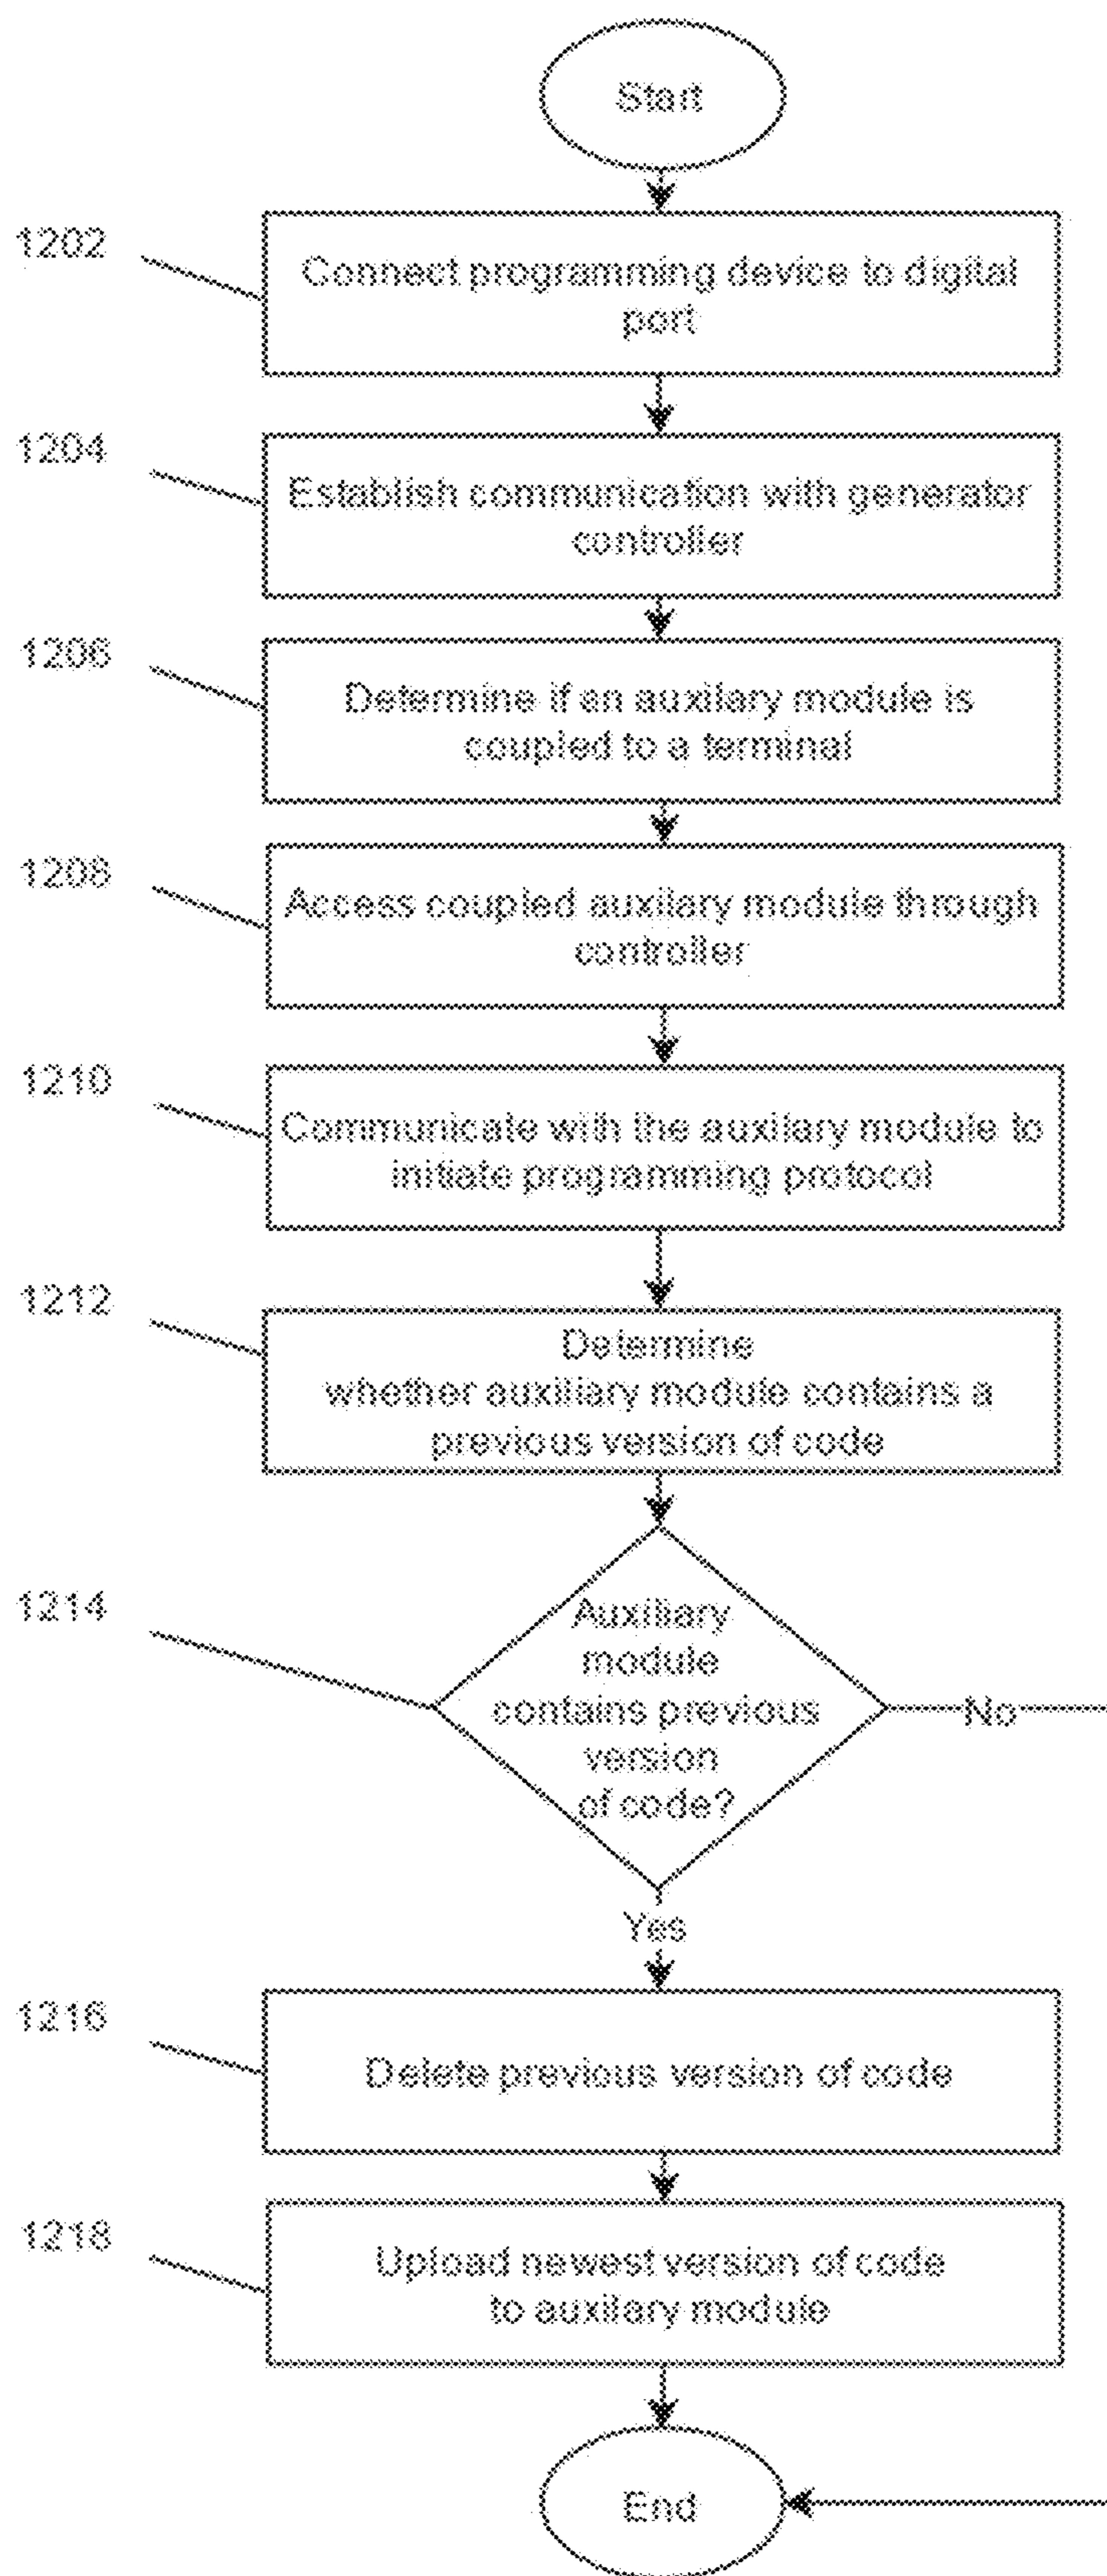 Start
1202
Connect programming device to digital
port
1204
Establish communication with generator
controller
1206
Determine if an auxilary module is
coupled to a terminal
1208
Access coupled auxilary module through
controller
1210
Communicate with the auxilary module to
initiate programming protocol
1212
Determine
whether auxiliary module contains a
previous version of code
1214
Auxiliary
module
contains previous
version
of code?
No
Yes
1216
Delete previous version of code
1218
Upload newest version of code
to auxilary module
End